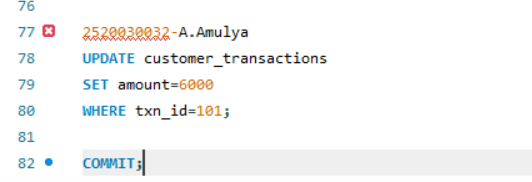 76
77 2520030032-A.Amulya
78 UPDATE customer_transactions
79 SET amount=6000
80 WHERE txn_id=101;
81
82 COMMIT;